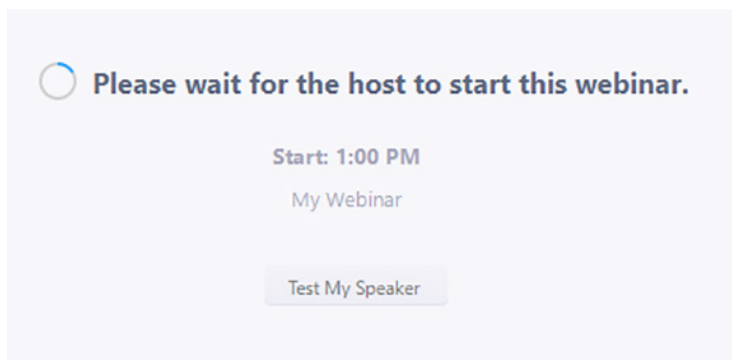 Please wait for the host to start this webinar.
Start: 1:00 PM
My Webinar
Test My Speaker